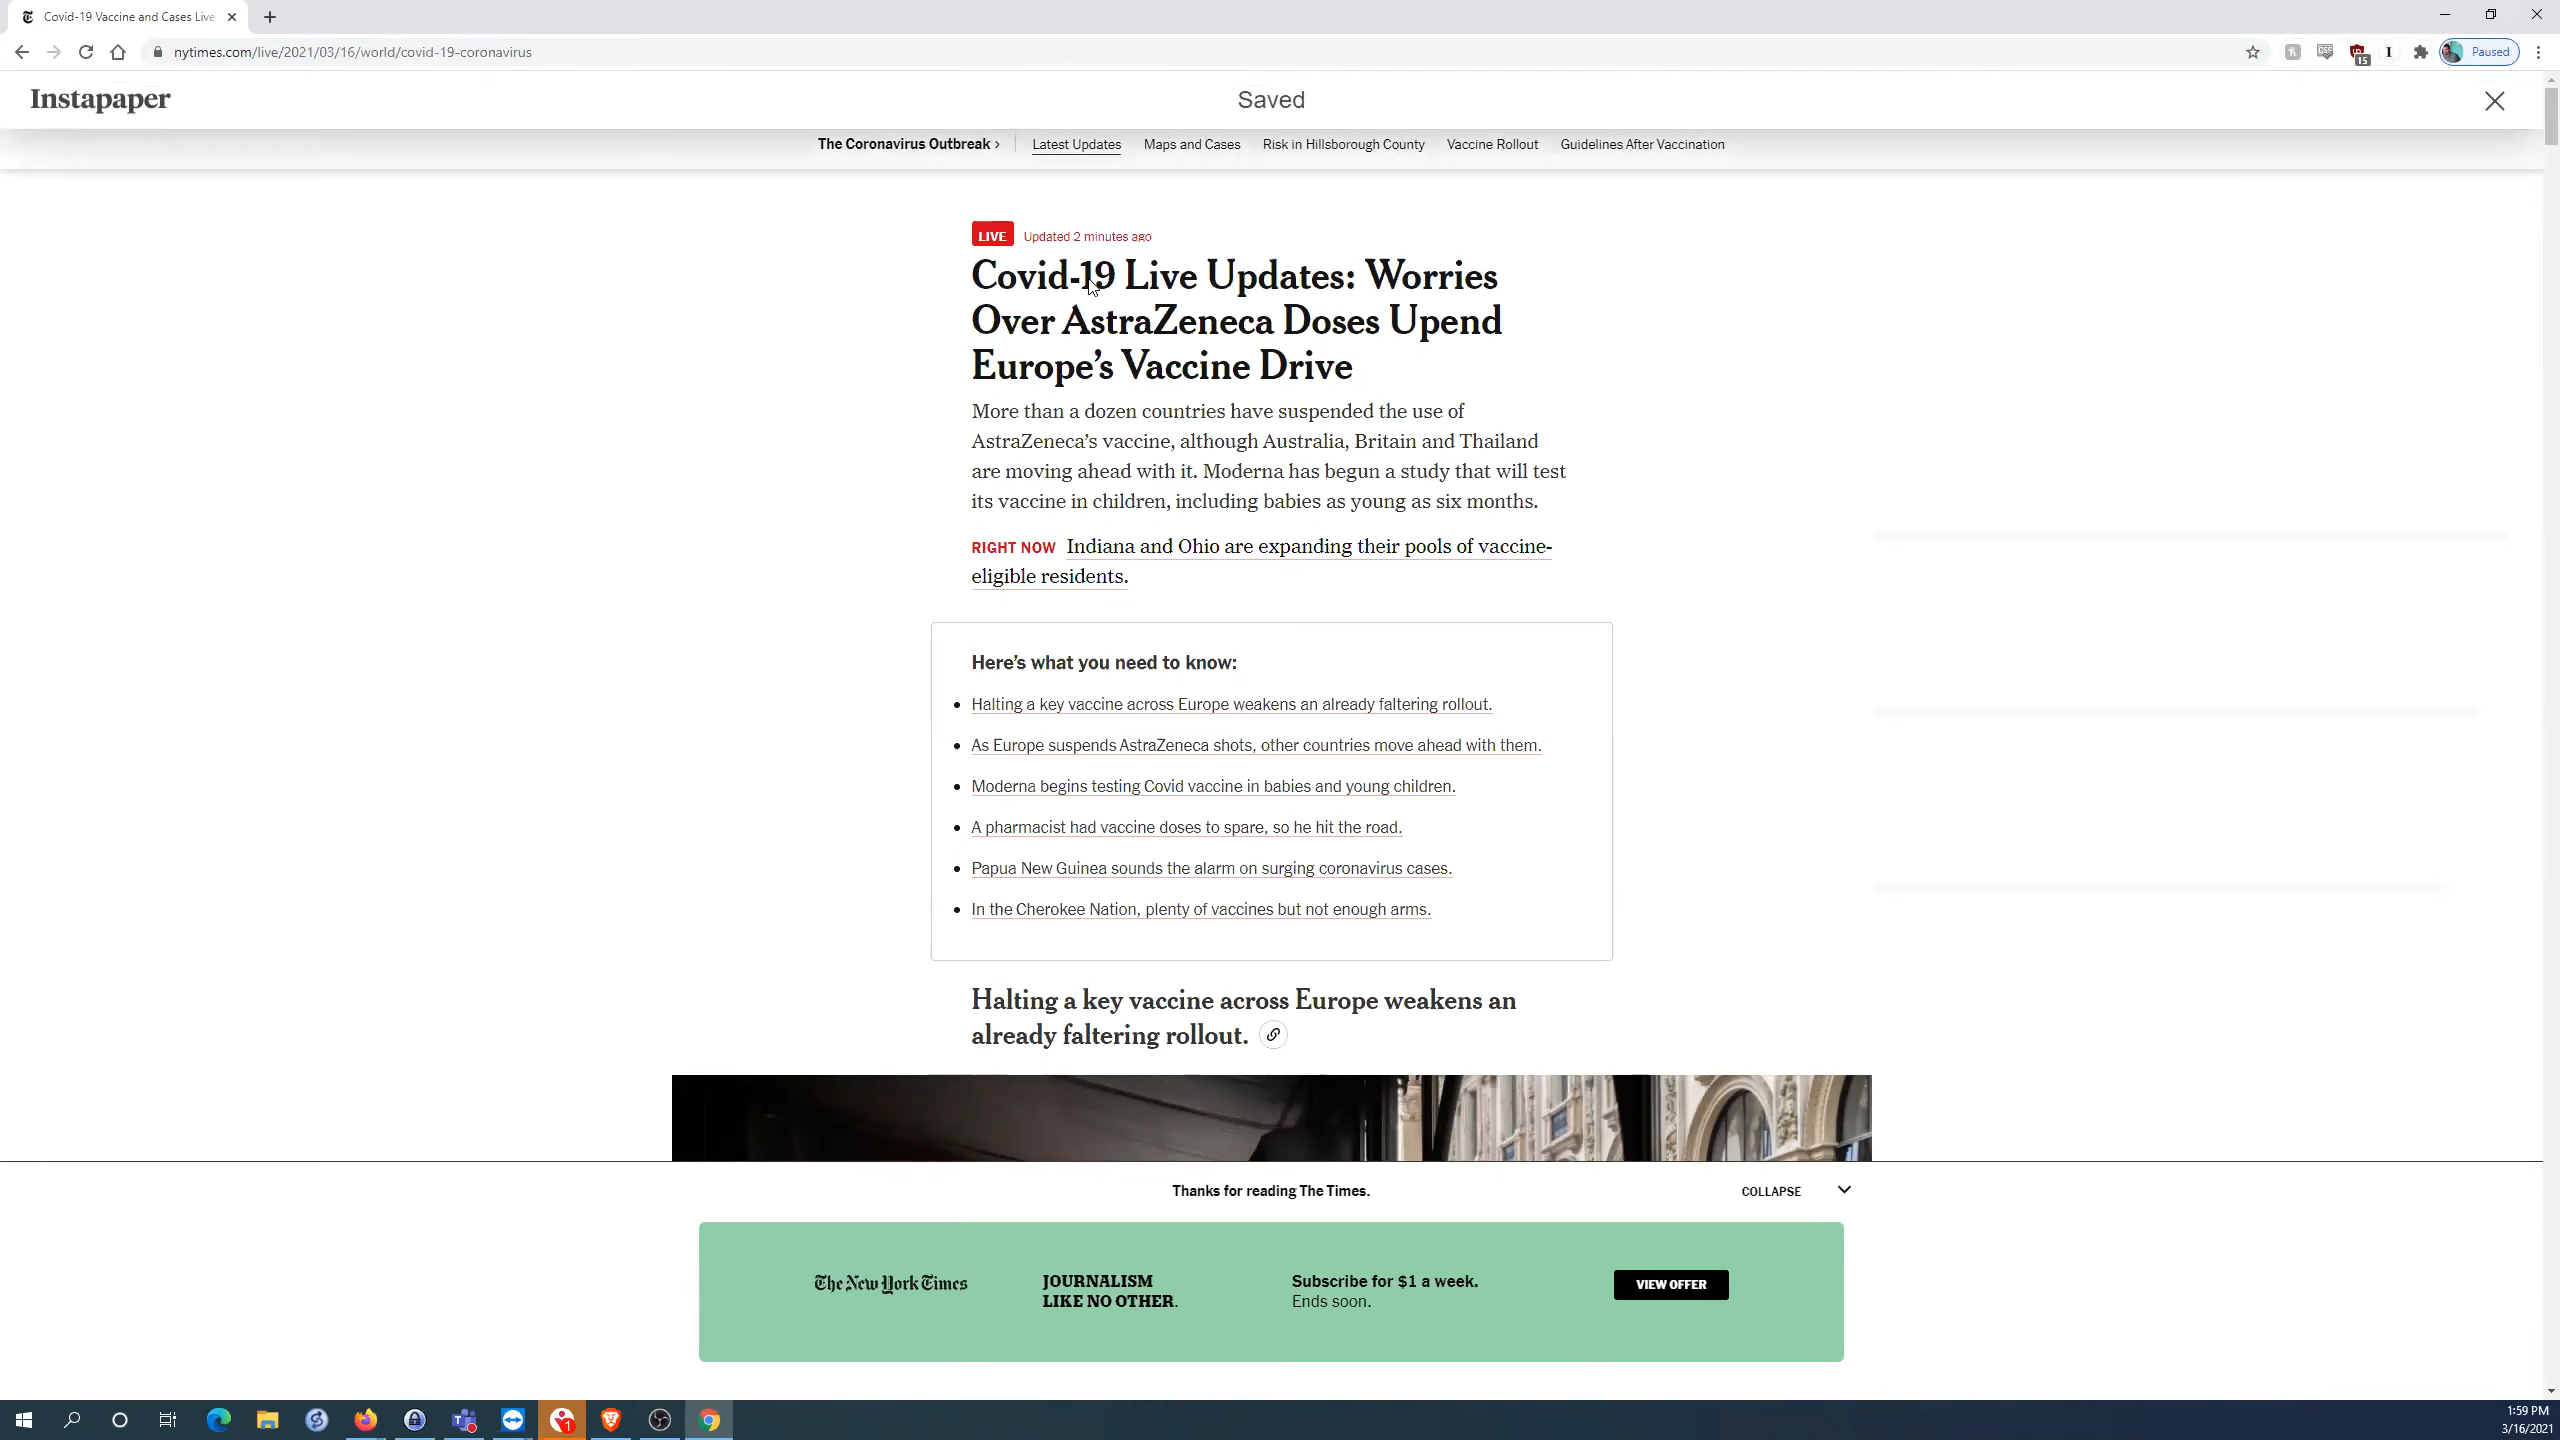 Covid-19 Vaccine and Cases Live
nytimes.com/live/2021/03/16/world/covid-19-coronavirus
15
Paused
Instapaper
Saved
The Coronavirus Outbreak ›
Latest Updates
Maps and Cases
Risk in Hillsborough County
Vaccine Rollout
Guidelines After Vaccination
LIVE Updated 2 minutes ago
Covid-19 Live Updates: Worries
Over AstraZeneca Doses Upend
Europe’s Vaccine Drive
More than a dozen countries have suspended the use of
AstraZeneca’s vaccine, although Australia, Britain and Thailand
are moving ahead with it. Moderna has begun a study that will test
its vaccine in children, including babies as young as six months.
RIGHT NOW Indiana and Ohio are expanding their pools of vaccine-
eligible residents.
Here’s what you need to know:
• Halting a key vaccine across Europe weakens an already faltering rollout.
• As Europe suspends AstraZeneca shots, other countries move ahead with them.
• Moderna begins testing Covid vaccine in babies and young children.
• A pharmacist had vaccine doses to spare, so he hit the road.
• Papua New Guinea sounds the alarm on surging coronavirus cases.
• In the Cherokee Nation, plenty of vaccines but not enough arms.
Halting a key vaccine across Europe weakens an
already faltering rollout.
Thanks for reading The Times.
COLLAPSE
The New York Times
JOURNALISM
LIKE NO OTHER.
Subscribe for $1 a week.
Ends soon.
VIEW OFFER
1
1:59 PM
3/16/2021